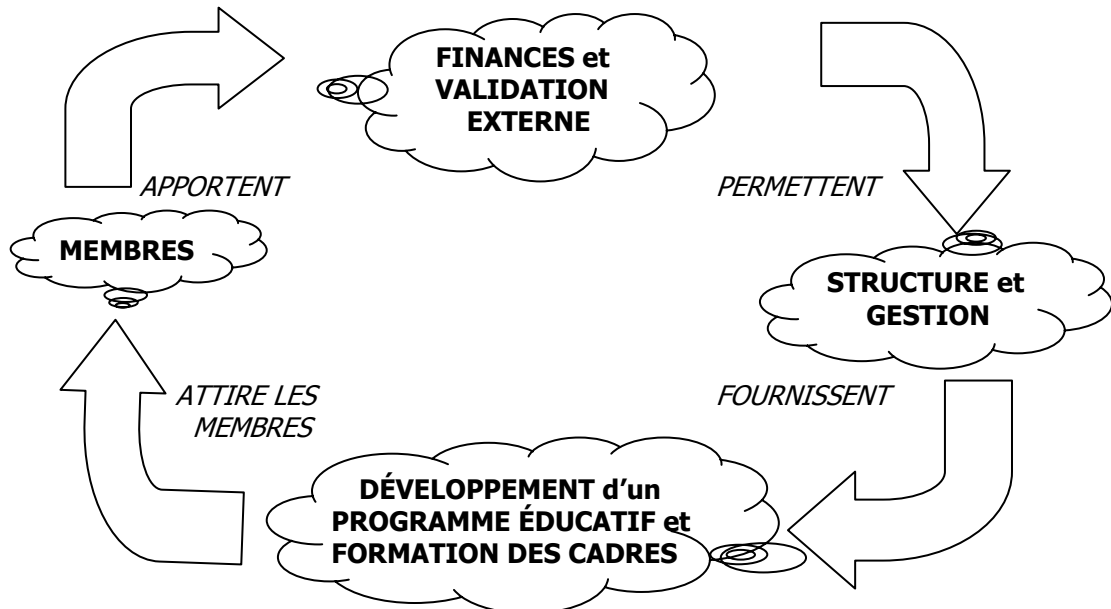 FINANCES et
VALIDATION
EXTERNE
APPORTENT
PERMETTENT
MEMBRES
STRUCTURE et
GESTION
ATTIRE LES
MEMBRES
FOURNISSENT
DÉVELOPPEMENT d’un
PROGRAMME ÉDUCATIF et
FORMATION DES CADRES